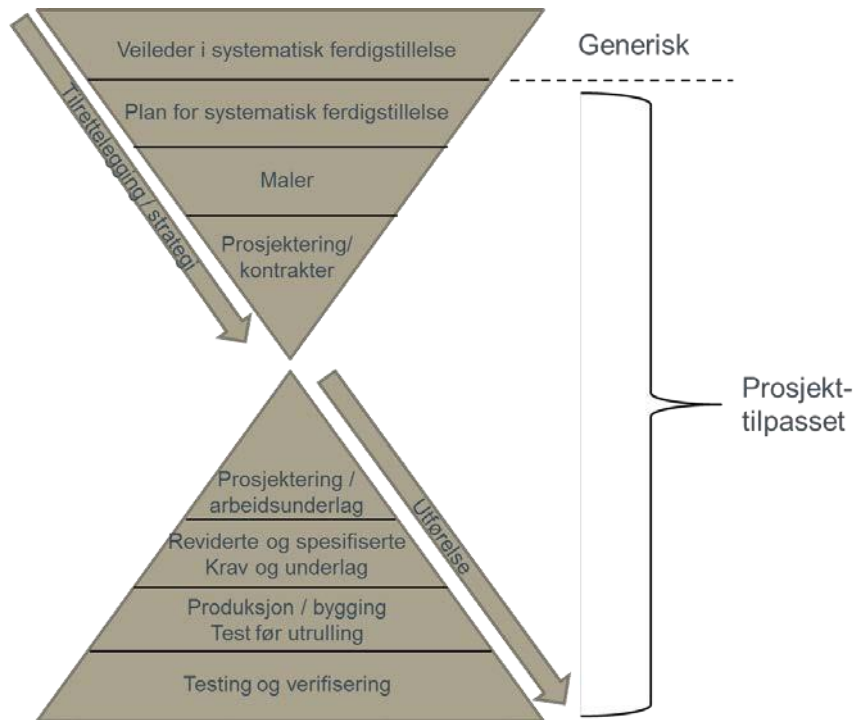 Veileder i systematisk ferdigstillelse
Generisk
Plan for systematisk ferdigstillelse
Maler
Prosjektering/
kontrakter
Tilrettelegging / strategi
Prosjekt-
tilpasset
Prosjektering /
arbeidsunderlag
Reviderte og spesifiserte
Krav og underlag
Produksjon / bygging
Test før utrulling
Testing og verifisering
Utførelse